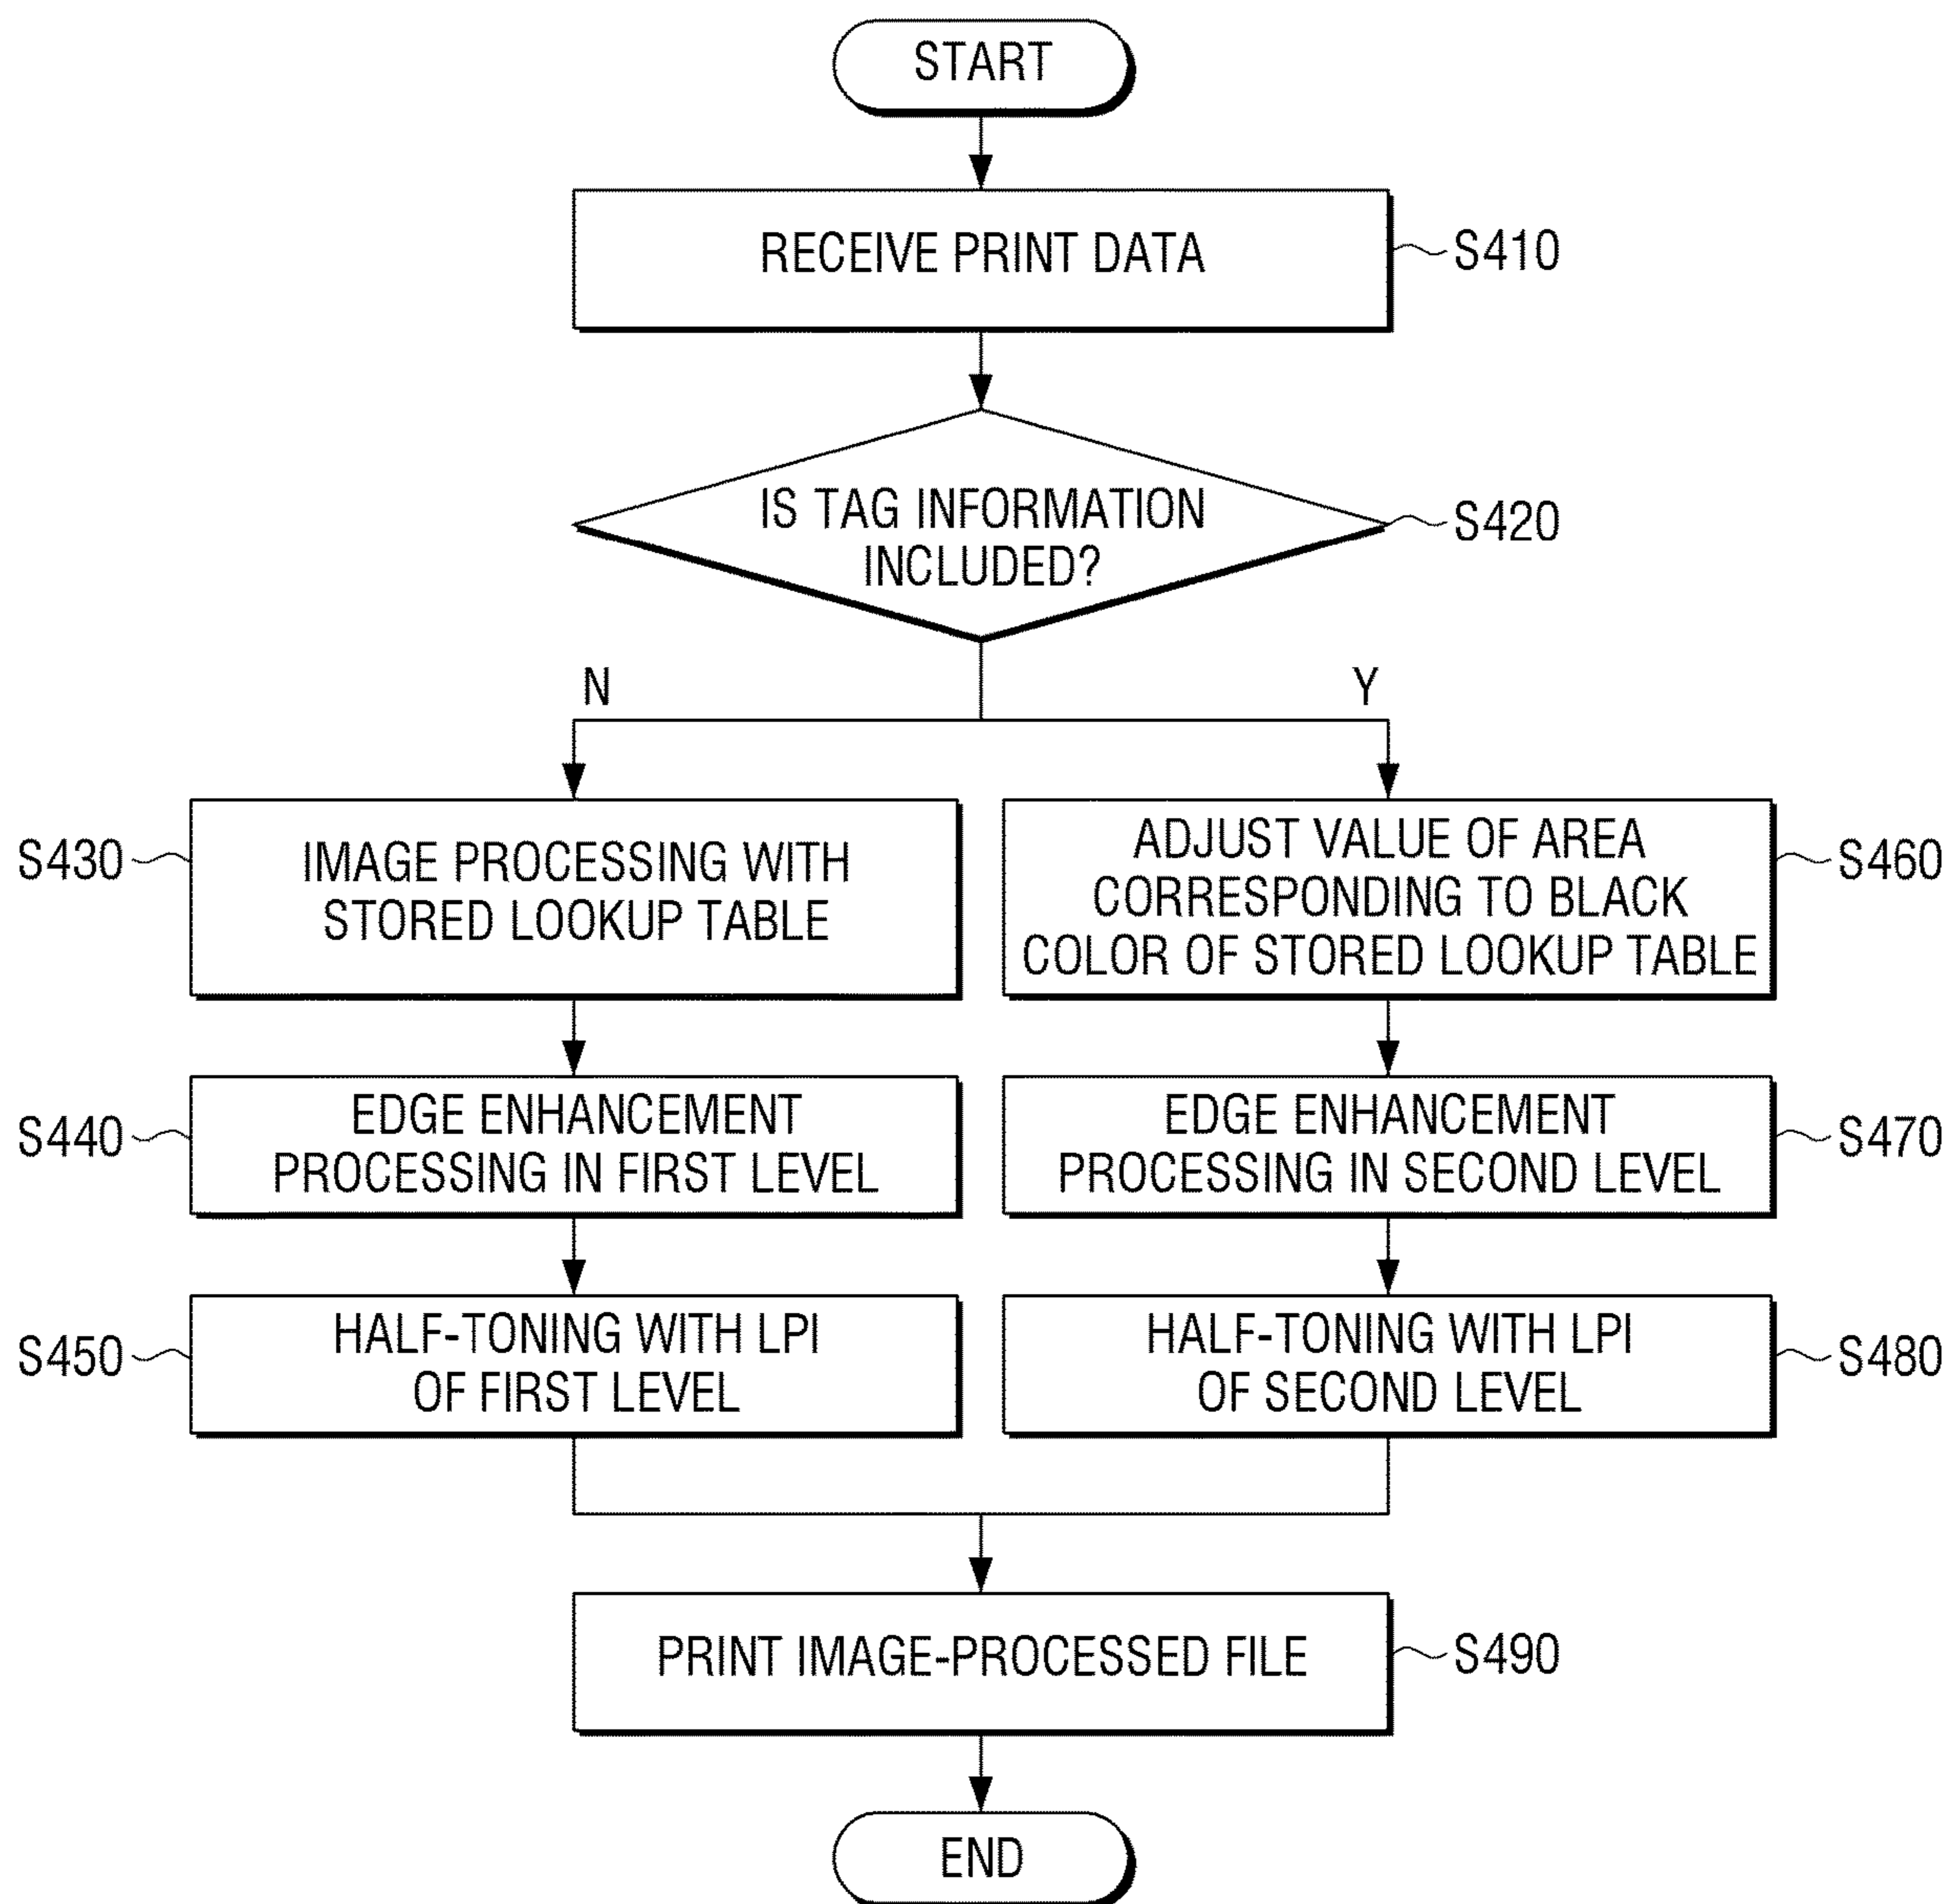 START
RECEIVE PRINT DATA
S410
IS TAG INFORMATION
INCLUDED?
S420
N
Y
S430
IMAGE PROCESSING WITH
STORED LOOKUP TABLE
ADJUST VALUE OF AREA
CORRESPONDING TO BLACK
COLOR OF STORED LOOKUP TABLE
S460
S440
EDGE ENHANCEMENT
PROCESSING IN FIRST LEVEL
EDGE ENHANCEMENT
PROCESSING IN SECOND LEVEL
S470
S450
HALF-TONING WITH LPI
OF FIRST LEVEL
HALF-TONING WITH LPI
OF SECOND LEVEL
S480
PRINT IMAGE-PROCESSED FILE
S490
END